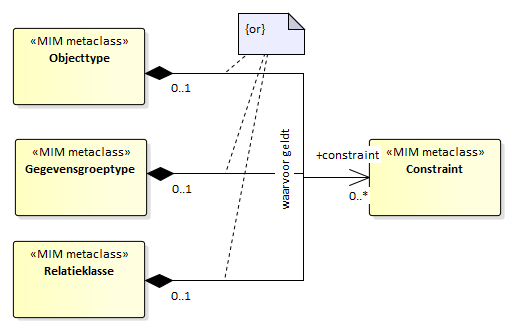 «MIM metaclass»
Objecttype
0..1
{or}
«MIM metaclass»
Gegevensgroeptype
0..1
waarvoor geldt
+constraint
0..*
«MIM metaclass»
Constraint
«MIM metaclass»
Relatieklasse
0..1